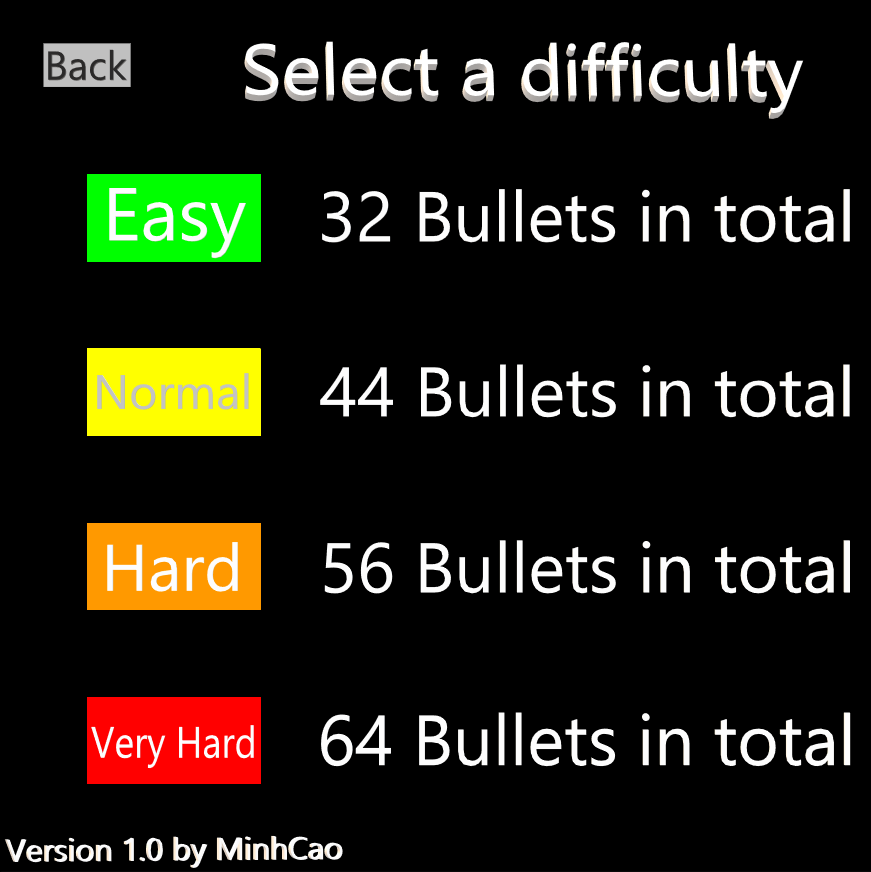 Back
Select a difficulty
Easy
32 Bullets in total
Normal
44 Bullets in total
Hard
56 Bullets in total
Very Hard
64 Bullets in total
Version 1.0 by MinhCao